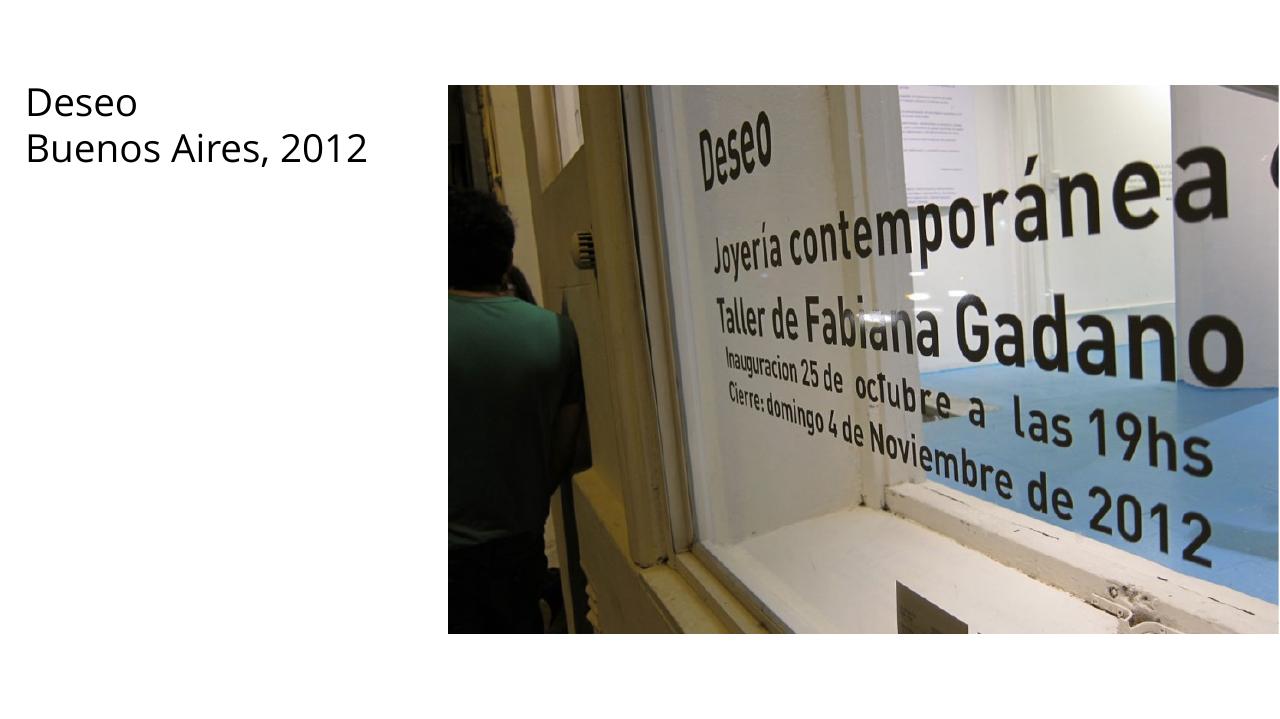 Deseo
Buenos Aires, 2012
Deseo
Joyería contemporánea
Taller de Fabiana Gadano
Inauguracion 25 de octubre a las 19hs
Cierre: domingo 4 de Noviembre de 2012